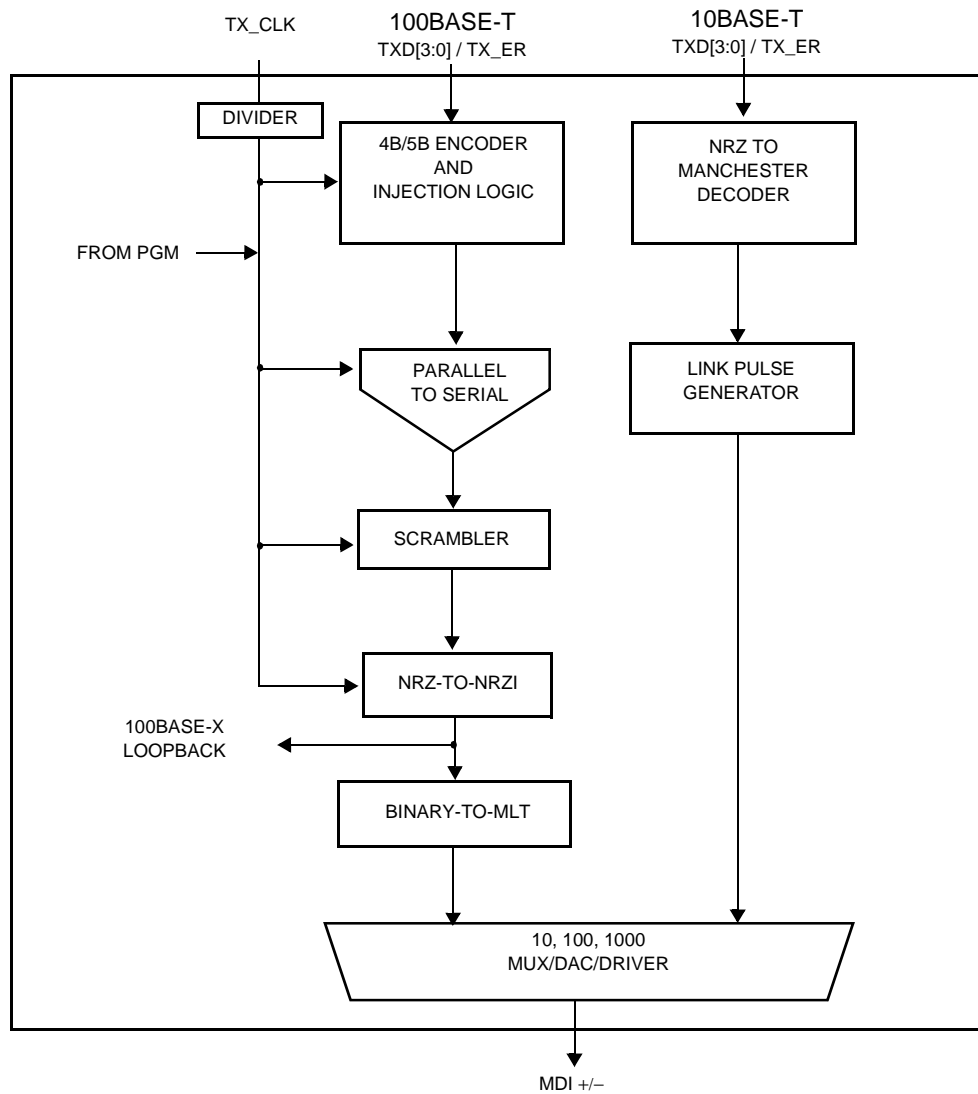 TX_CLK
100BASE-T
TXD[3:0] / TX_ER
10BASE-T
TXD[3:0] / TX_ER
DIVIDER
4B/5B ENCODER
AND
INJECTION LOGIC
NRZ TO
MANCHESTER
DECODER
FROM PGM
PARALLEL
TO SERIAL
LINK PULSE
GENERATOR
SCRAMBLER
NRZ-TO-NRZI
100BASE-X
LOOPBACK
BINARY-TO-MLT
10, 100, 1000
MUX/DAC/DRIVER
MDI +/−